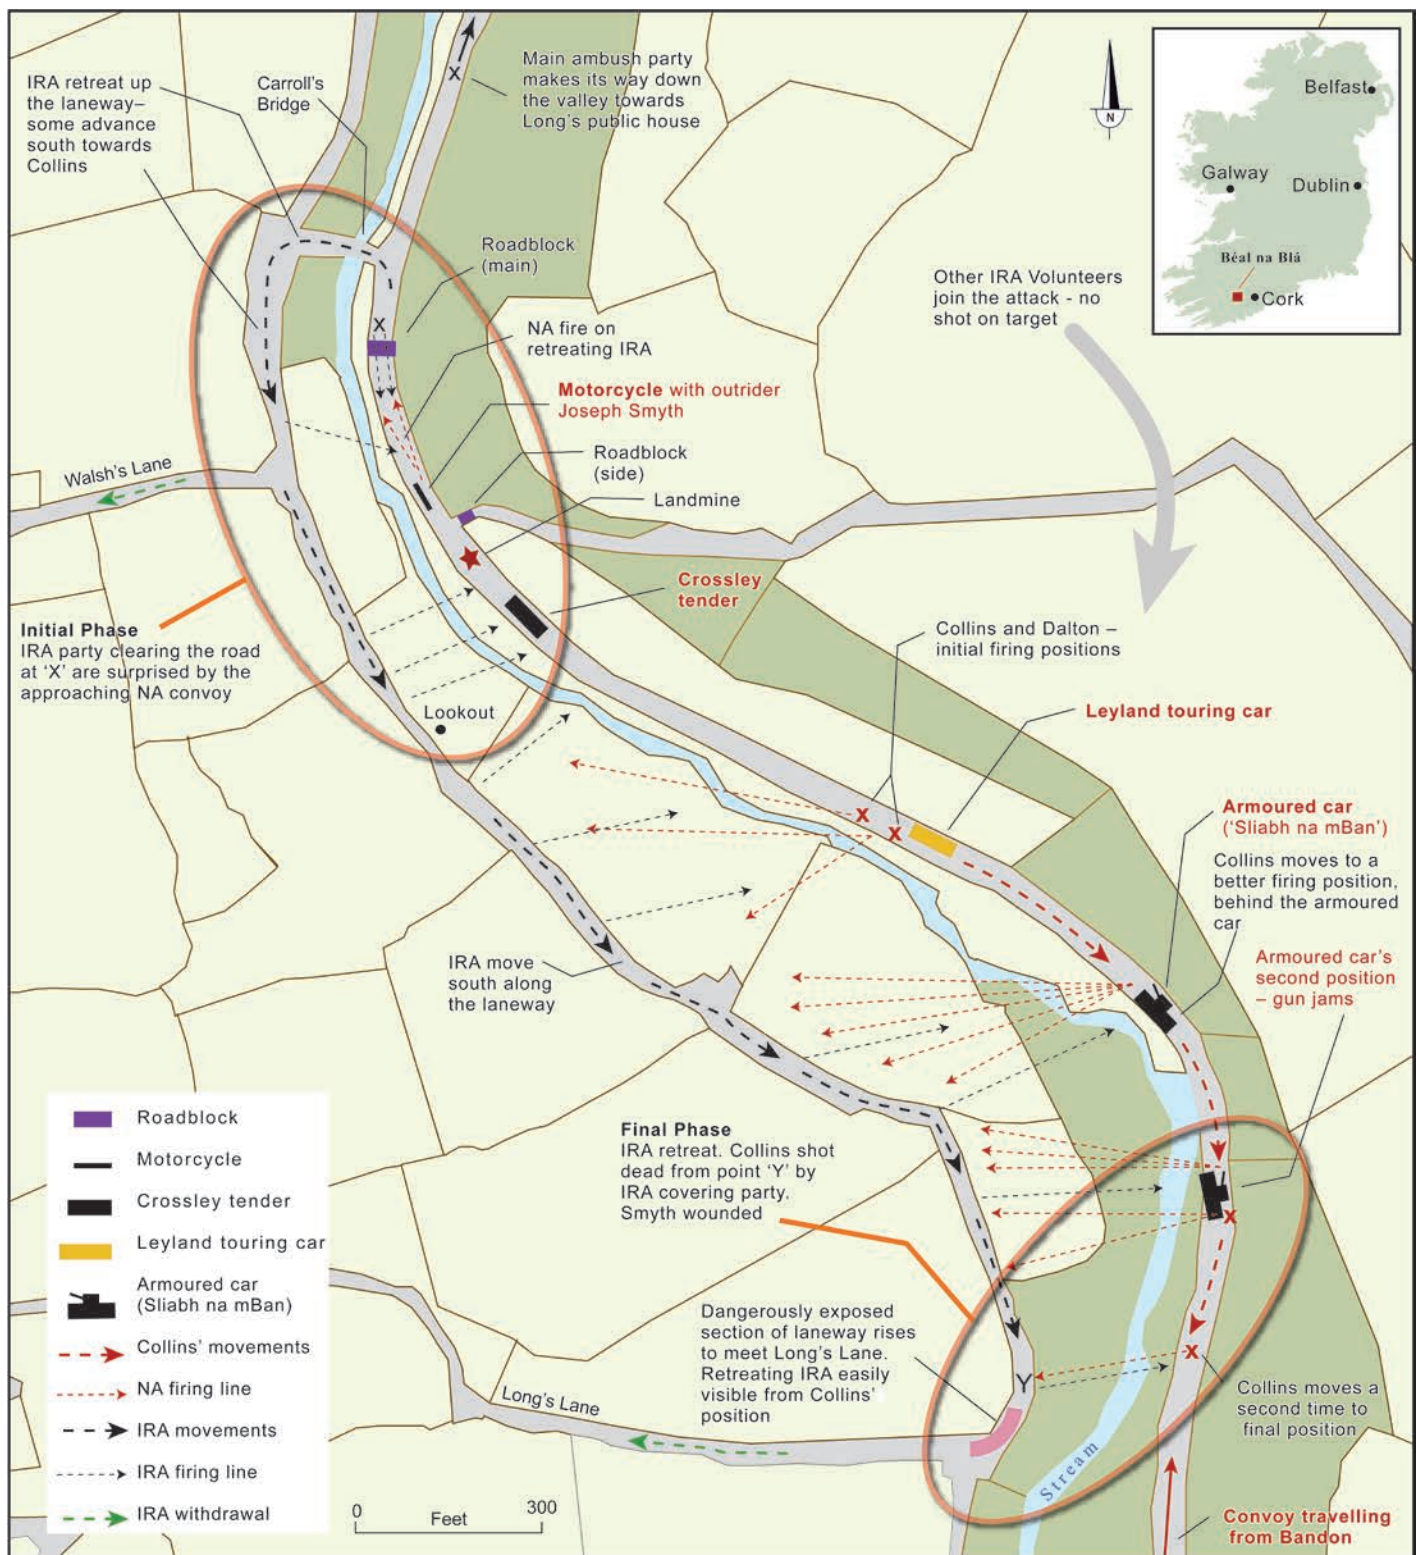 IRA retreat up
the laneway–
some advance
south towards
Collins
Carroll's
Bridge
X
Main ambush party
makes its way down
the valley towards
Long's public house
N
Belfast
Galway
Dublin
Béal na Blá
Cork
Roadblock
(main)
X
Other IRA Volunteers
join the attack - no
shot on target
NA fire on
retreating IRA
Motorcycle with outrider
Joseph Smyth
Roadblock
(side)
Landmine
Walsh's Lane
Crossley
tender
Initial Phase
IRA party clearing the road
at ‘X’ are surprised by the
approaching NA convoy
Collins and Dalton –
initial firing positions
Lookout
Leyland touring car
X
X
Armoured car
(‘Sliabh na mBan’)
Collins moves to a
better firing position,
behind the armoured
car
Armoured car's
second position
– gun jams
IRA move
south along
the laneway
Final Phase
IRA retreat. Collins shot
dead from point ‘Y’ by
IRA covering party.
Smyth wounded
X
Dangerously exposed
section of laneway rises
to meet Long's Lane.
Retreating IRA easily
visible from Collins'
position
X
Y
Collins moves a
second time to
final position
Long's Lane
Stream
Convoy travelling
from Bandon
Roadblock
Motorcycle
Crossley tender
Leyland touring car
Armoured car
(Sliabh na mBan)
Collins' movements
NA firing line
IRA movements
IRA firing line
IRA withdrawal
0
300
Feet